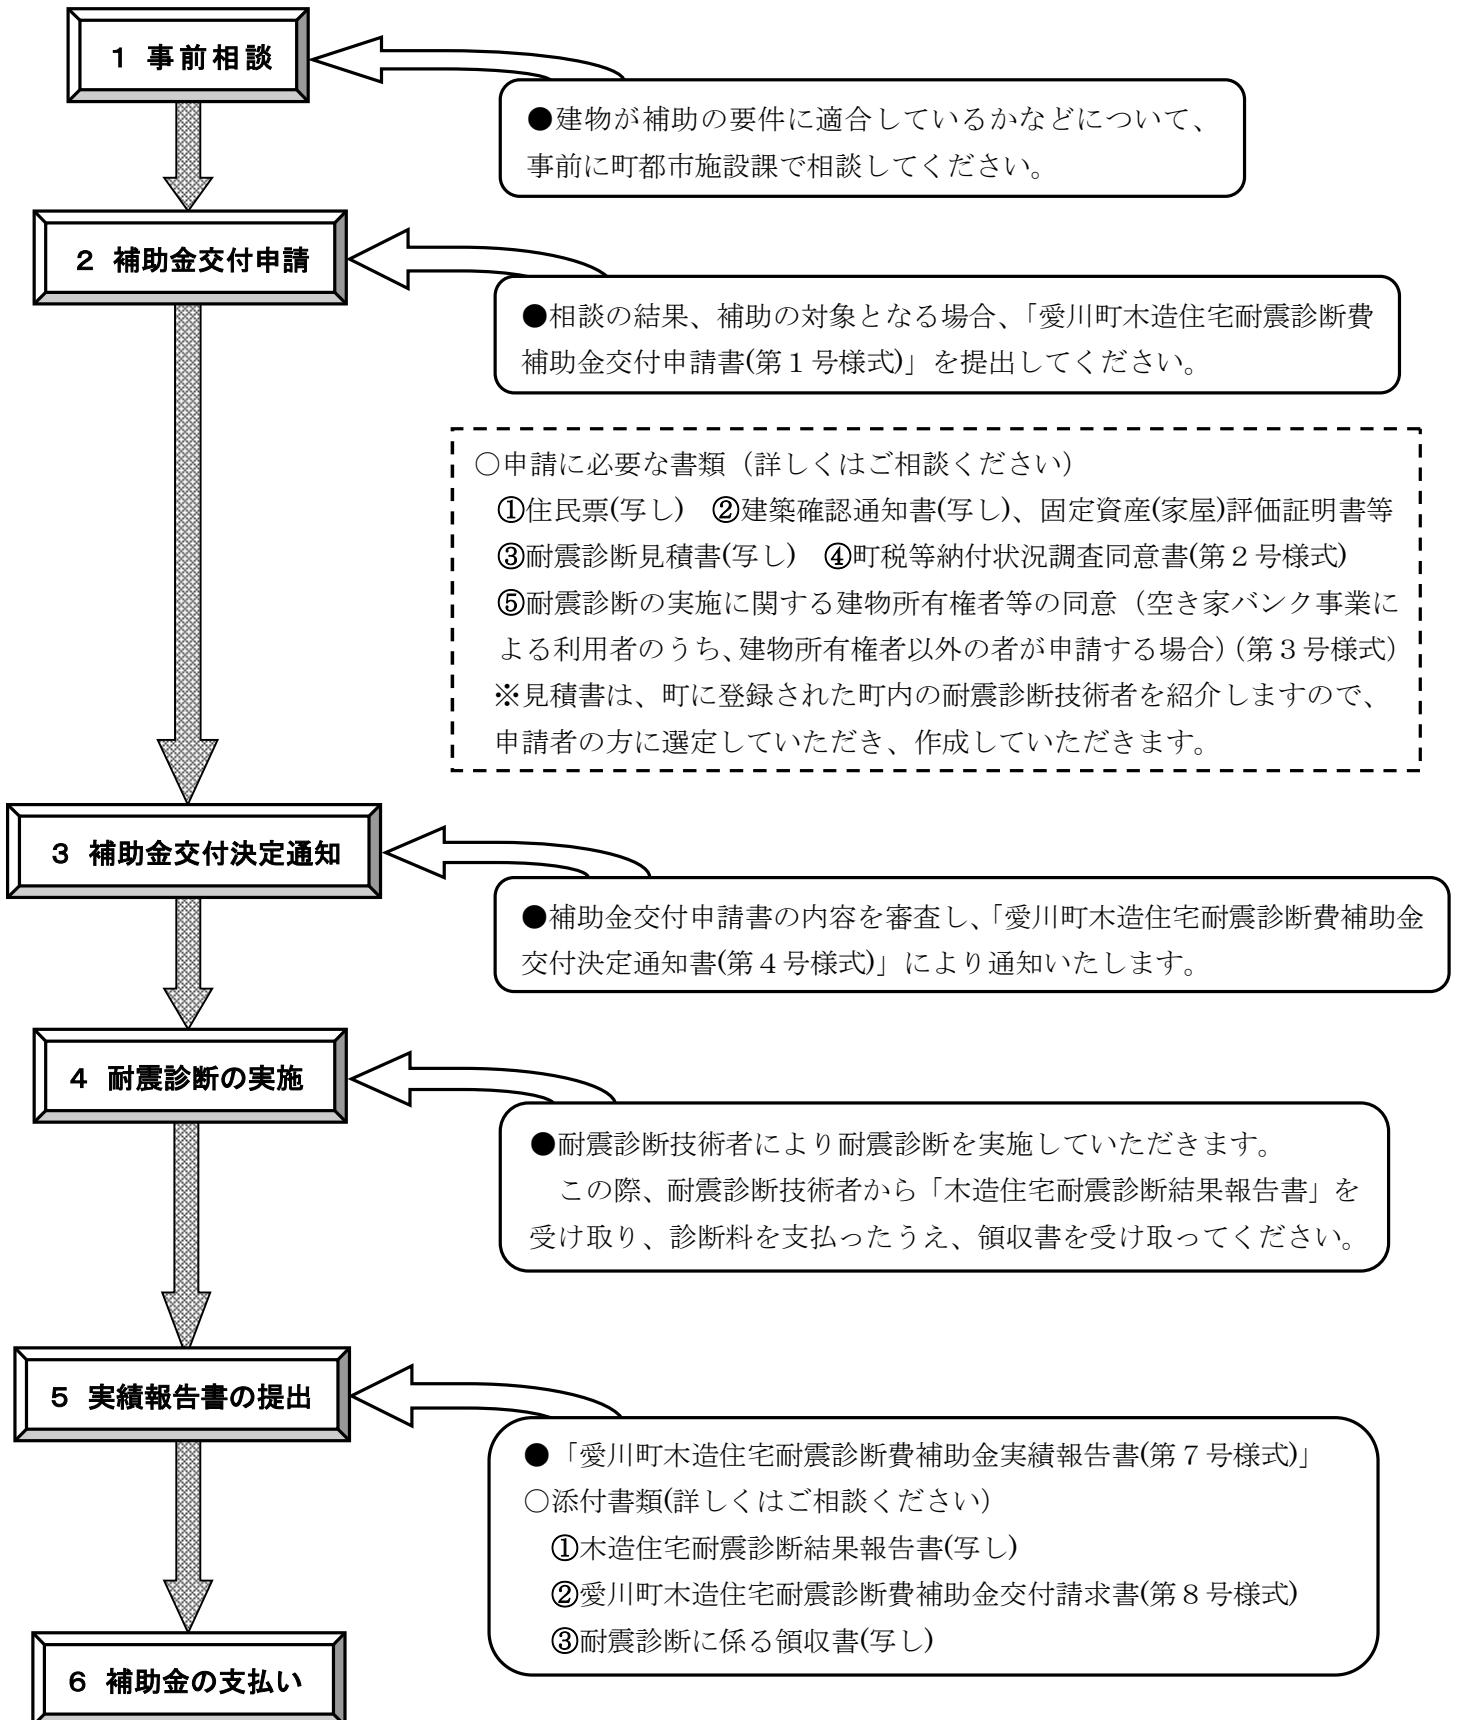 １ 事前相談
●建物が補助の要件に適合しているかなどについて、
事前に町都市施設課で相談してください。
２ 補助金交付申請
●相談の結果、補助の対象となる場合、「愛川町木造住宅耐震診断費
補助金交付申請書(第１号様式)」を提出してください。
○申請に必要な書類（詳しくはご相談ください）
①住民票(写し)　②建築確認通知書(写し)、固定資産(家屋)評価証明書等
③耐震診断見積書(写し)　④町税等納付状況調査同意書(第２号様式)
⑤耐震診断の実施に関する建物所有権者等の同意（空き家バンク事業に
よる利用者のうち、建物所有権者以外の者が申請する場合）（第３号様式）
※見積書は、町に登録された町内の耐震診断技術者を紹介しますので、
申請者の方に選定していただき、作成していただきます。
３ 補助金交付決定通知
●補助金交付申請書の内容を審査し、「愛川町木造住宅耐震診断費補助金
交付決定通知書(第４号様式)」により通知いたします。
４ 耐震診断の実施
●耐震診断技術者により耐震診断を実施していただきます。
この際、耐震診断技術者から「木造住宅耐震診断結果報告書」を
受け取り、診断料を支払ったうえ、領収書を受け取ってください。
５ 実績報告書の提出
●「愛川町木造住宅耐震診断費補助金実績報告書(第７号様式)」
○添付書類(詳しくはご相談ください）
①木造住宅耐震診断結果報告書(写し)
②愛川町木造住宅耐震診断費補助金交付請求書(第８号様式)
③耐震診断に係る領収書(写し)
６ 補助金の支払い